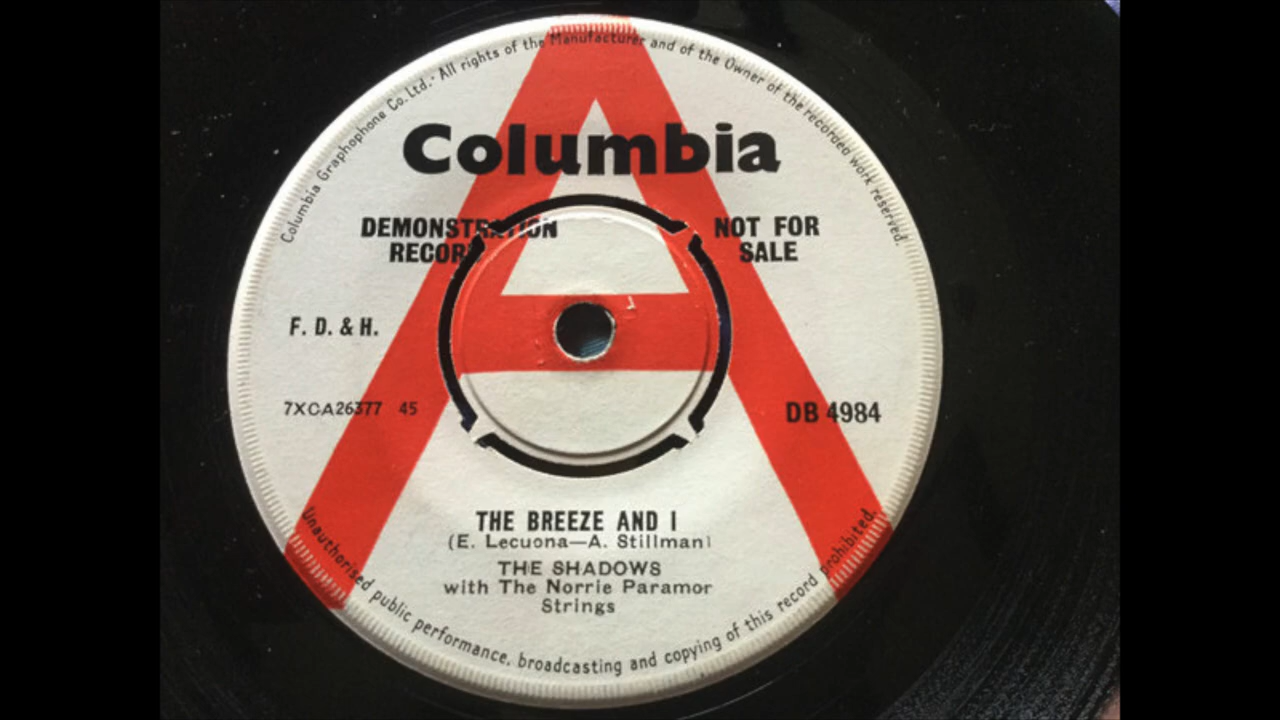 Columbia Graphophone Co. Ltd.· All rights of the Manufacturer and of the Owner of the recorded work reserved.
Columbia
DEMONSTRATION
RECORD
NOT FOR
SALE
F. D. & H.
7XCA26377 45
DB 4984
THE BREEZE AND I
(E. Lecuona—A. Stillman)
THE SHADOWS
with The Norrie Paramor
Strings
Unauthorised public performance, broadcasting and copying of this record prohibited.
A